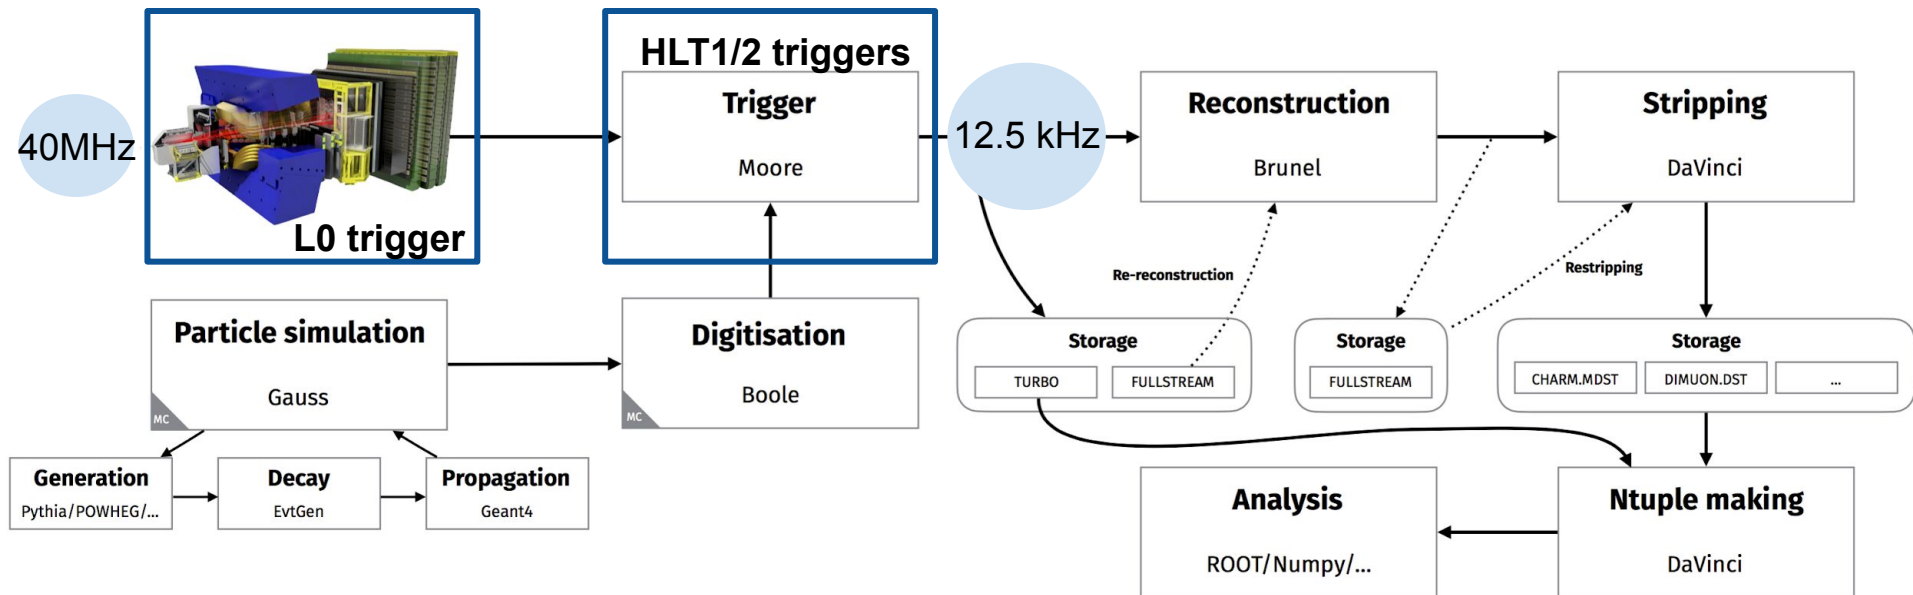 HLT1/2 triggers
40MHz
L0 trigger
Trigger
Moore
12.5 kHz
Reconstruction
Brunel
Stripping
DaVinci
Re-reconstruction
Restripping
Particle simulation
Gauss
MC
Digitisation
Boole
MC
Storage
TURBO
FULLSTREAM
Storage
FULLSTREAM
Storage
CHARM.MDST
DIMUON.DST
...
Generation
Pythia/POWHEG/...
Decay
EvtGen
Propagation
Geant4
Analysis
ROOT/Numpy/...
Ntuple making
DaVinci